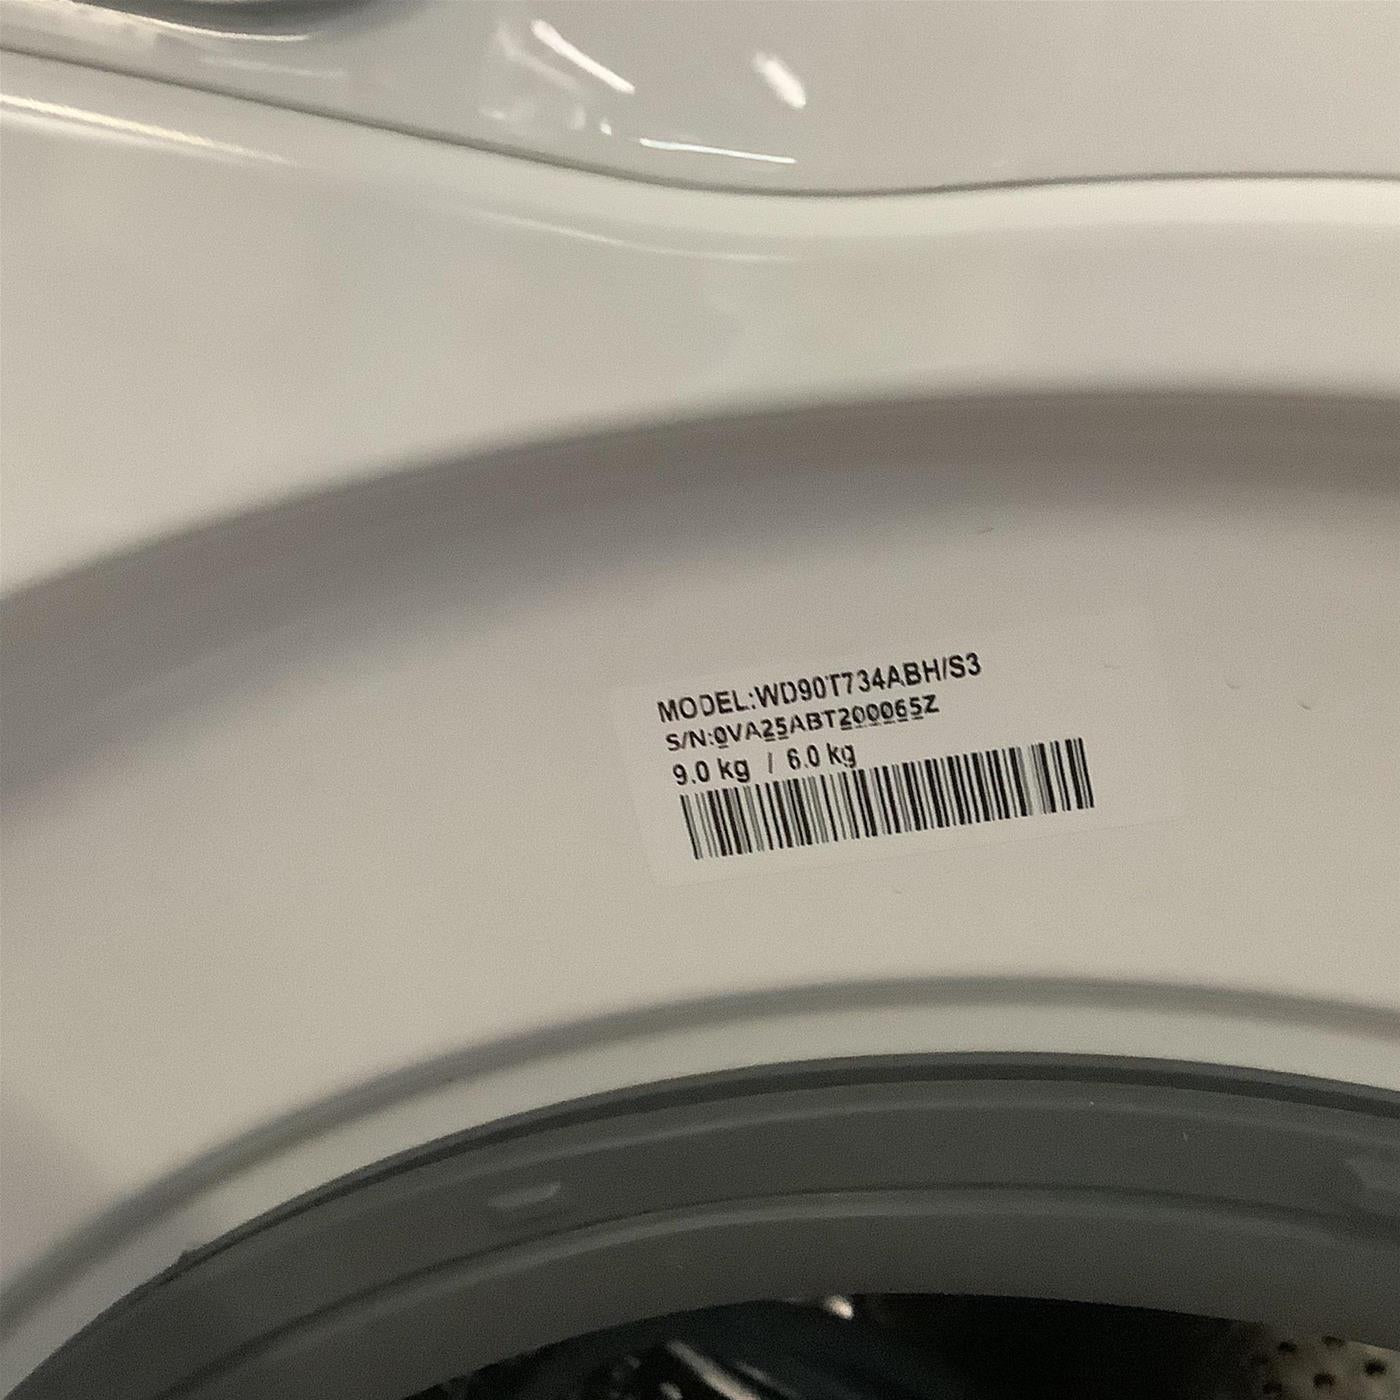 MODEL:WD90T734ABH/S3
S/N:0VA25ABT200065Z
9.0 kg / 6.0 kg